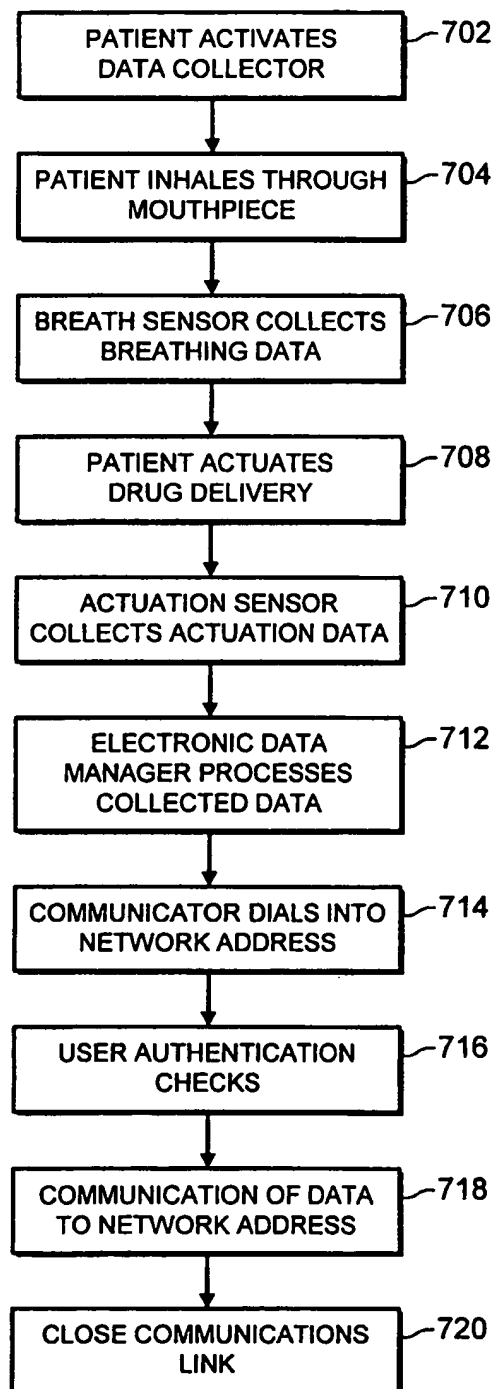 PATIENT ACTIVATES
DATA COLLECTOR
702
PATIENT INHALES THROUGH
MOUTHPIECE
704
BREATH SENSOR COLLECTS
BREATHING DATA
706
PATIENT ACTUATES
DRUG DELIVERY
708
ACTUATION SENSOR
COLLECTS ACTUATION DATA
710
ELECTRONIC DATA
MANAGER PROCESSES
COLLECTED DATA
712
COMMUNICATOR DIALS INTO
NETWORK ADDRESS
714
USER AUTHENTICATION
CHECKS
716
COMMUNICATION OF DATA
TO NETWORK ADDRESS
718
CLOSE COMMUNICATIONS
LINK
720